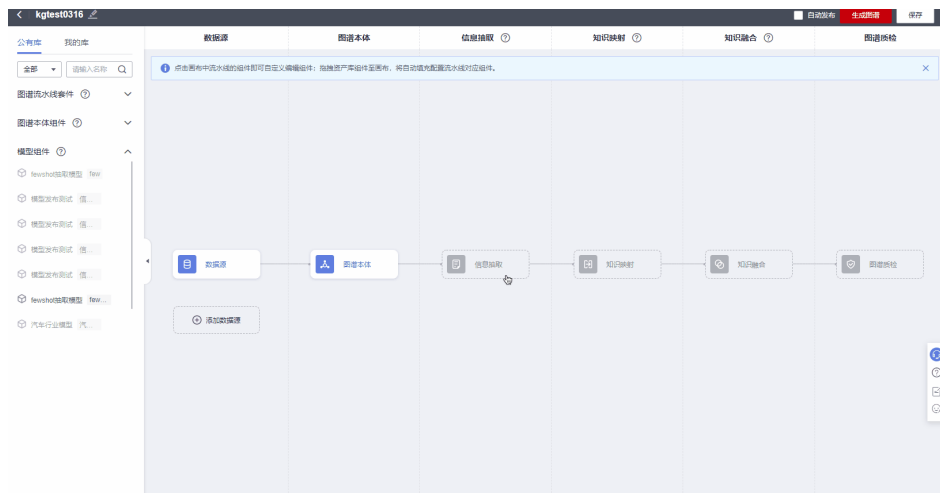 kgtest0316
自动发布
生成图谱
保存
公有库
我的库
全部
请输入名称
图谱流水线套件
图谱本体组件
模型组件
fewshot抽取模型 few
模型发布测试 信...
模型发布测试 信...
模型发布测试 信...
模型发布测试 信...
fewshot抽取模型 few...
汽车行业模型 汽...
数据源
图谱本体
信息抽取
知识映射
知识融合
图谱质检
点击画布中流水线的组件即可自定义编辑组件；拖拽资产库组件至画布，将自动填充配置流水线对应组件。
数据源
图谱本体
信息抽取
知识映射
知识融合
图谱质检
添加数据源